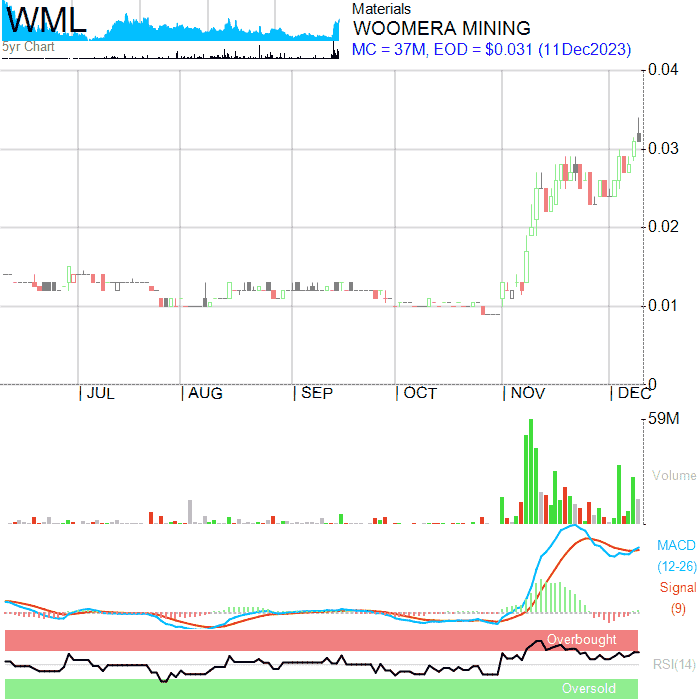 WML
5yr Chart
Materials
WOOMERA MINING
MC = 37M, EOD = $0.031 (11Dec2023)
0.04
0.03
0.02
0.01
0
JUL AUG SEP OCT NOV DEC
59M
Volume
MACD
(12-26)
Signal
(9)
Overbought
RSI(14)
Oversold